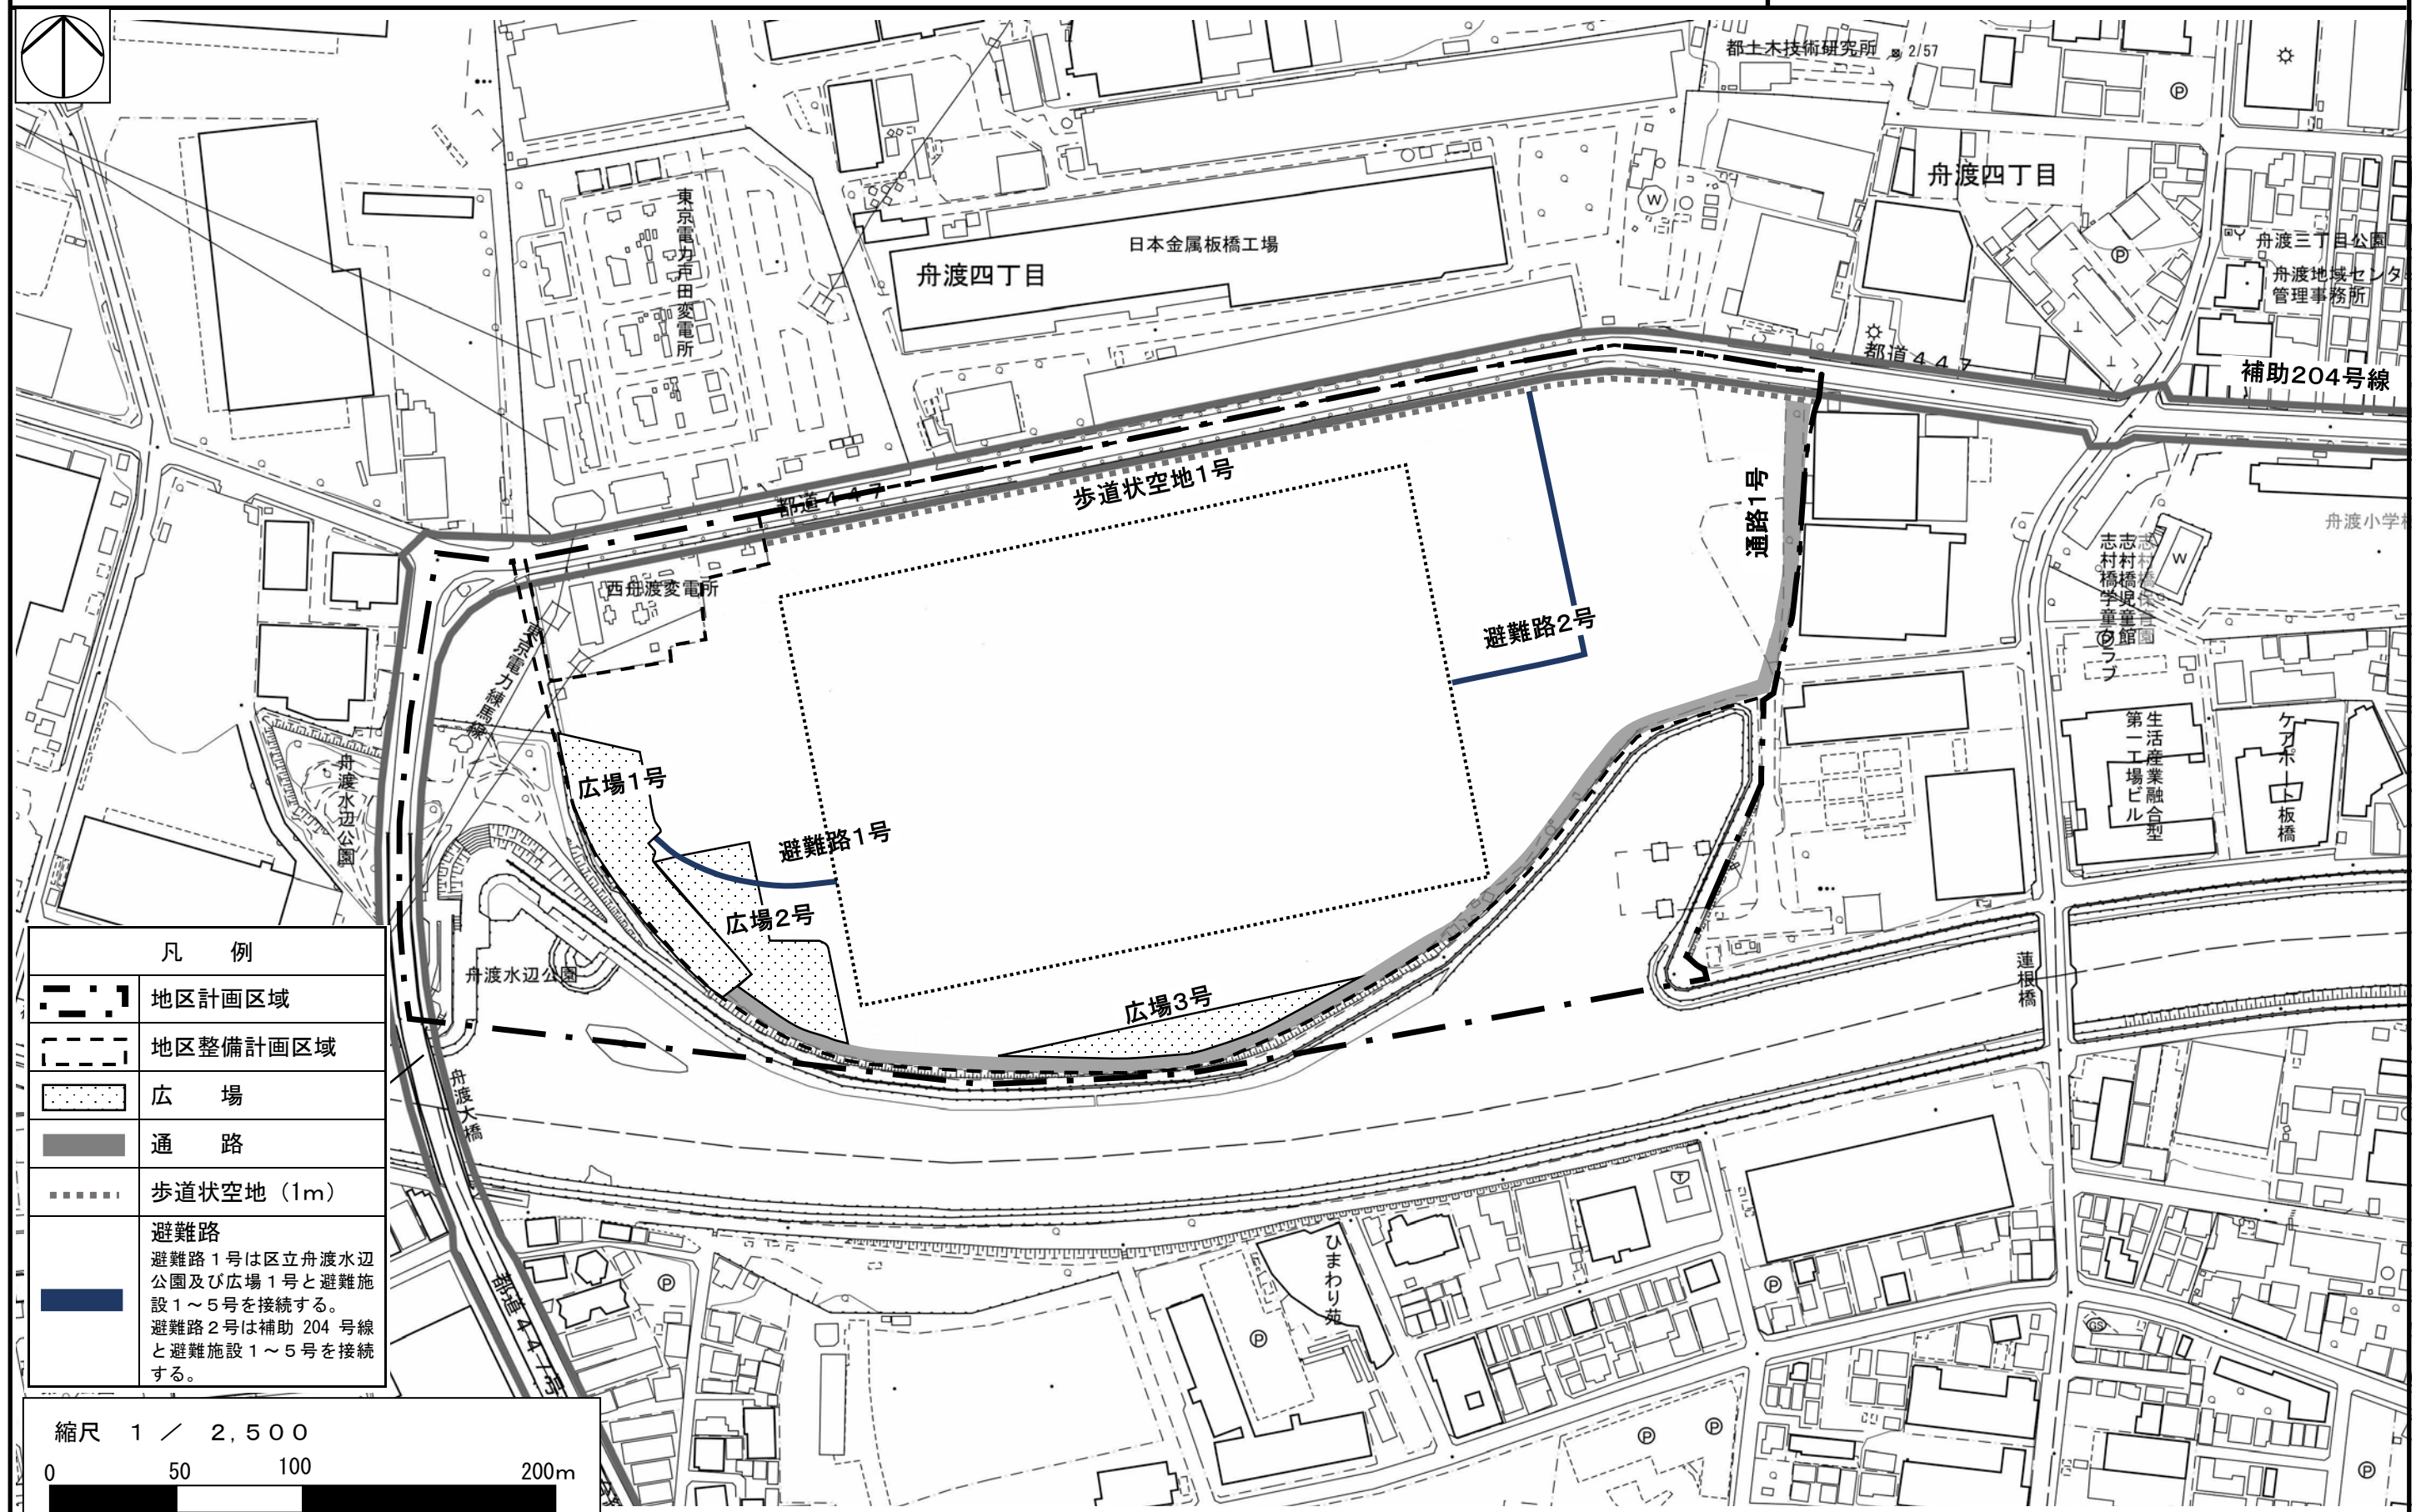 都土木技術研究所
2/57
舟渡四丁目
東京電力戸田変電所
日本金属板橋工場
舟渡四丁目
W
P
P
舟渡三丁目公園
舟渡地域センタ
管理事務所
都道447
補助204号線
都道447
歩道状空地1号
通路1号
西舟渡変電所
東京電力練馬線
避難路2号
舟渡小学校
志村橋保育園
志村橋児童館
志村橋学童クラブ
W
P
広場1号
避難路1号
広場2号
広場3号
舟渡水辺公園
舟渡水辺公園
生活産業融合型
第一工場ビル
ケアポート板橋
蓮根橋
舟渡大橋
都道447号
ひまわり苑
P
P
P
P
P
P
GS
T
凡　例
地区計画区域
地区整備計画区域
広　場
通　路
歩道状空地（1m）
避難路
避難路１号は区立舟渡水辺
公園及び広場１号と避難施
設１～５号を接続する。
避難路２号は補助 204 号線
と避難施設１～５号を接続
する。
縮尺　１ ／ ２,５００
0 50 100 200m